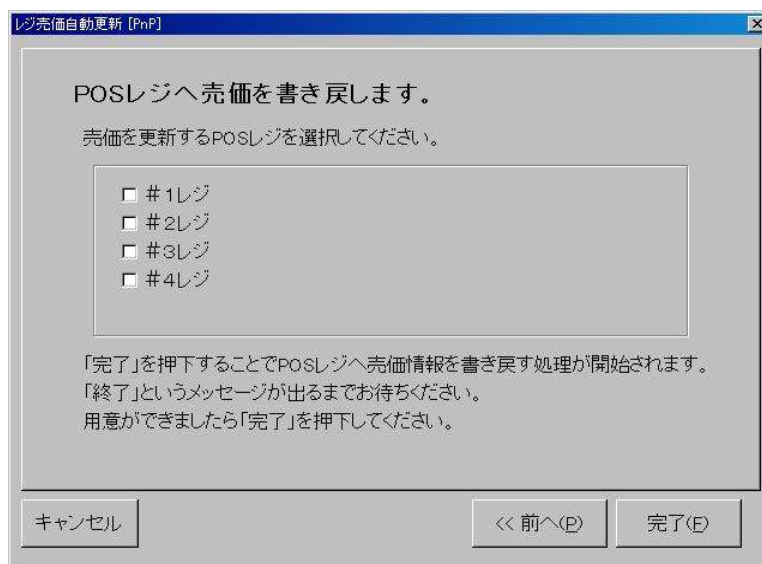 レジ売価自動更新 [PnP]
POSレジへ売価を書き戻します。
売価を更新するPOSレジを選択してください。
#1レジ
#2レジ
#3レジ
#4レジ
「完了」を押下することでPOSレジへ売価情報を書き戻す処理が開始されます。
「終了」というメッセージが出るまでお待ちください。
用意ができましたら「完了」を押下してください。
キャンセル
<< 前へ(P)
完了(F)